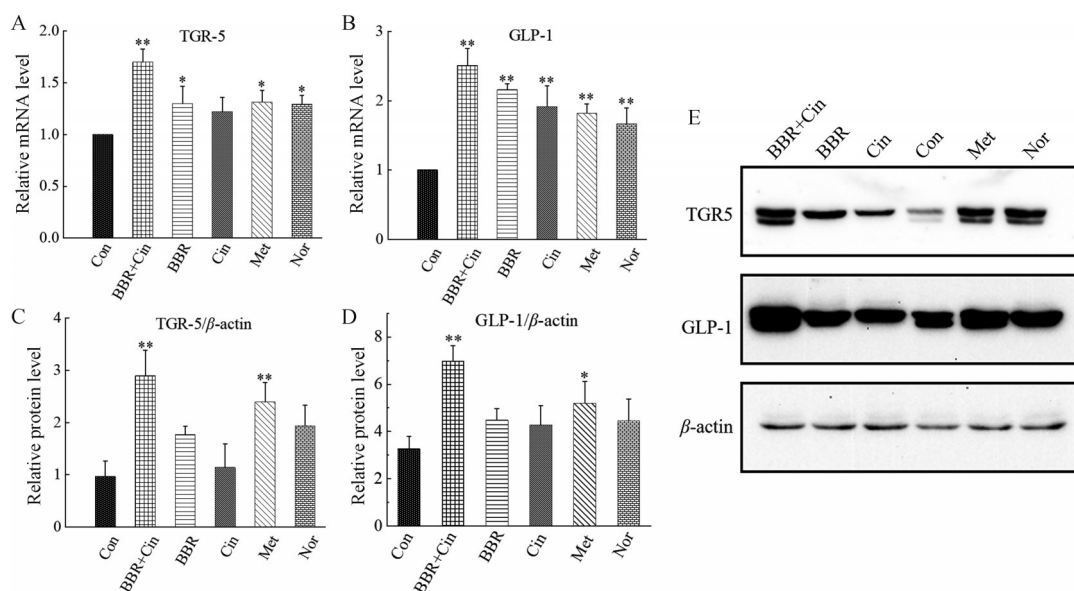 A
TGR-5
Relative mRNA level
2.0
1.5
1.0
0.5
0.0
**
*
*
*
Con
BBR+Cin
BBR
Cin
Met
Nor
B
GLP-1
Relative mRNA level
3
2
1
0
**
**
**
**
**
Con
BBR+Cin
BBR
Cin
Met
Nor
C
TGR-5/β-actin
Relative protein level
4
3
2
1
0
**
**
Con
BBR+Cin
BBR
Cin
Met
Nor
D
GLP-1/β-actin
Relative protein level
8
6
4
2
0
**
*
Con
BBR+Cin
BBR
Cin
Met
Nor
E
BBR+Cin
BBR
Cin
Con
Met
Nor
TGR5
GLP-1
β-actin